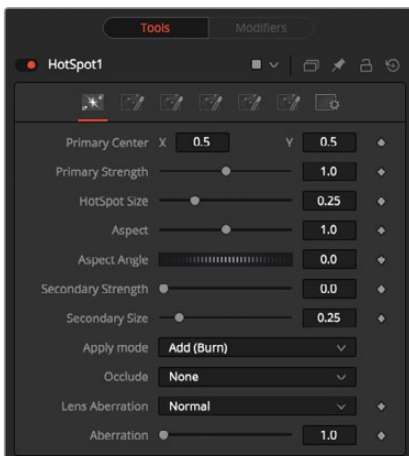 Tools Modifiers
HotSpot1
Primary Center X 0.5 Y 0.5
Primary Strength 1.0
HotSpot Size 0.25
Aspect 1.0
Aspect Angle 0.0
Secondary Strength 0.0
Secondary Size 0.25
Apply mode Add (Burn)
Occlude None
Lens Aberration Normal
Aberration 1.0